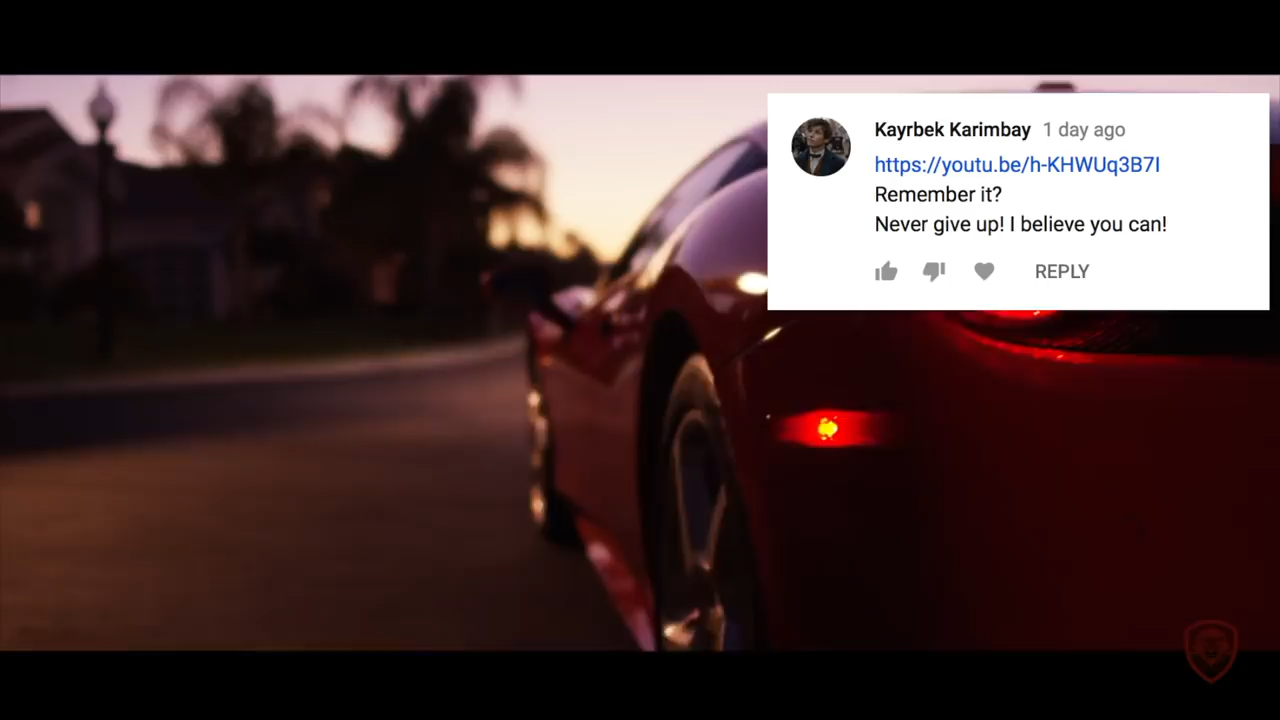 Kayrbek Karimbay 1 day ago
https://youtu.be/h-KHWUq3B7I
Remember it?
Never give up! I believe you can!
REPLY